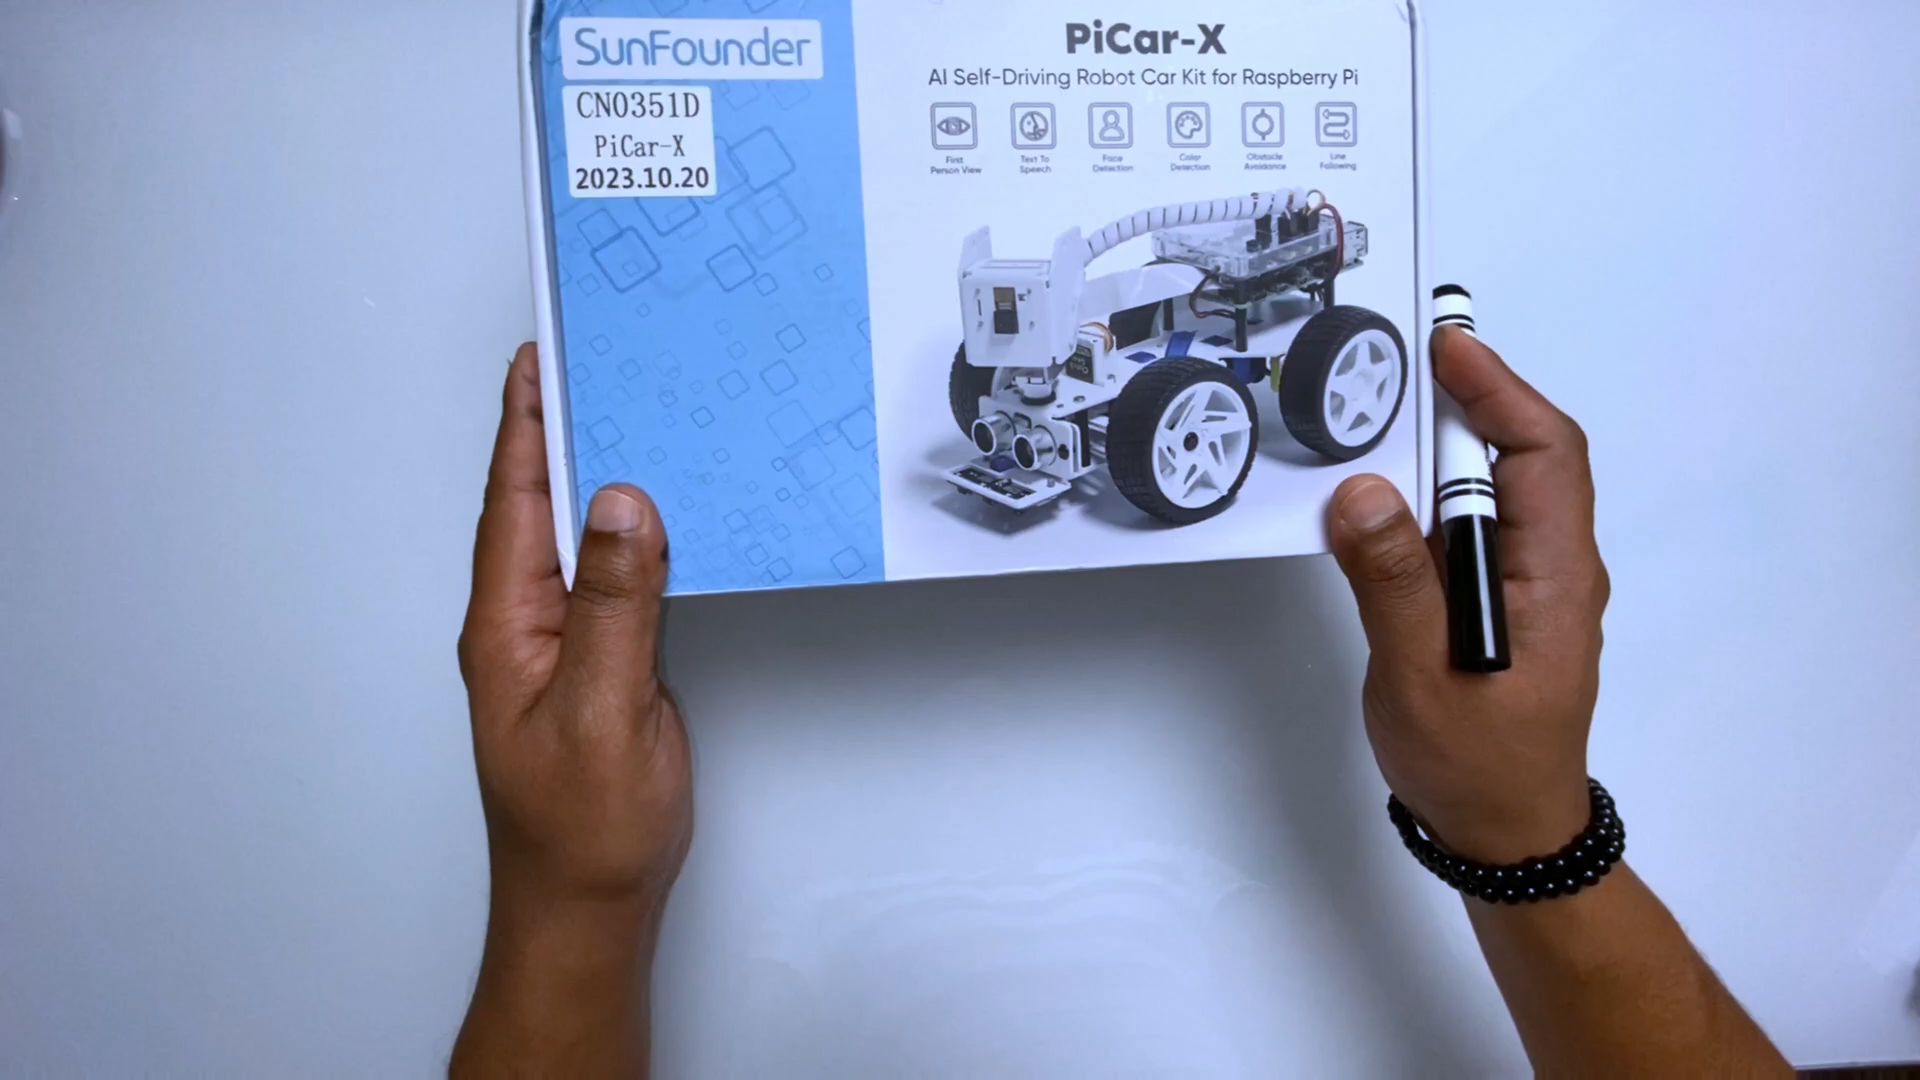 SunFounder
CN0351D
PiCar-X
2023.10.20
PiCar-X
AI Self-Driving Robot Car Kit for Raspberry Pi
First
Person View
Text To
Speech
Face
Detection
Color
Detection
Obstacle
Avoidance
Line
Following